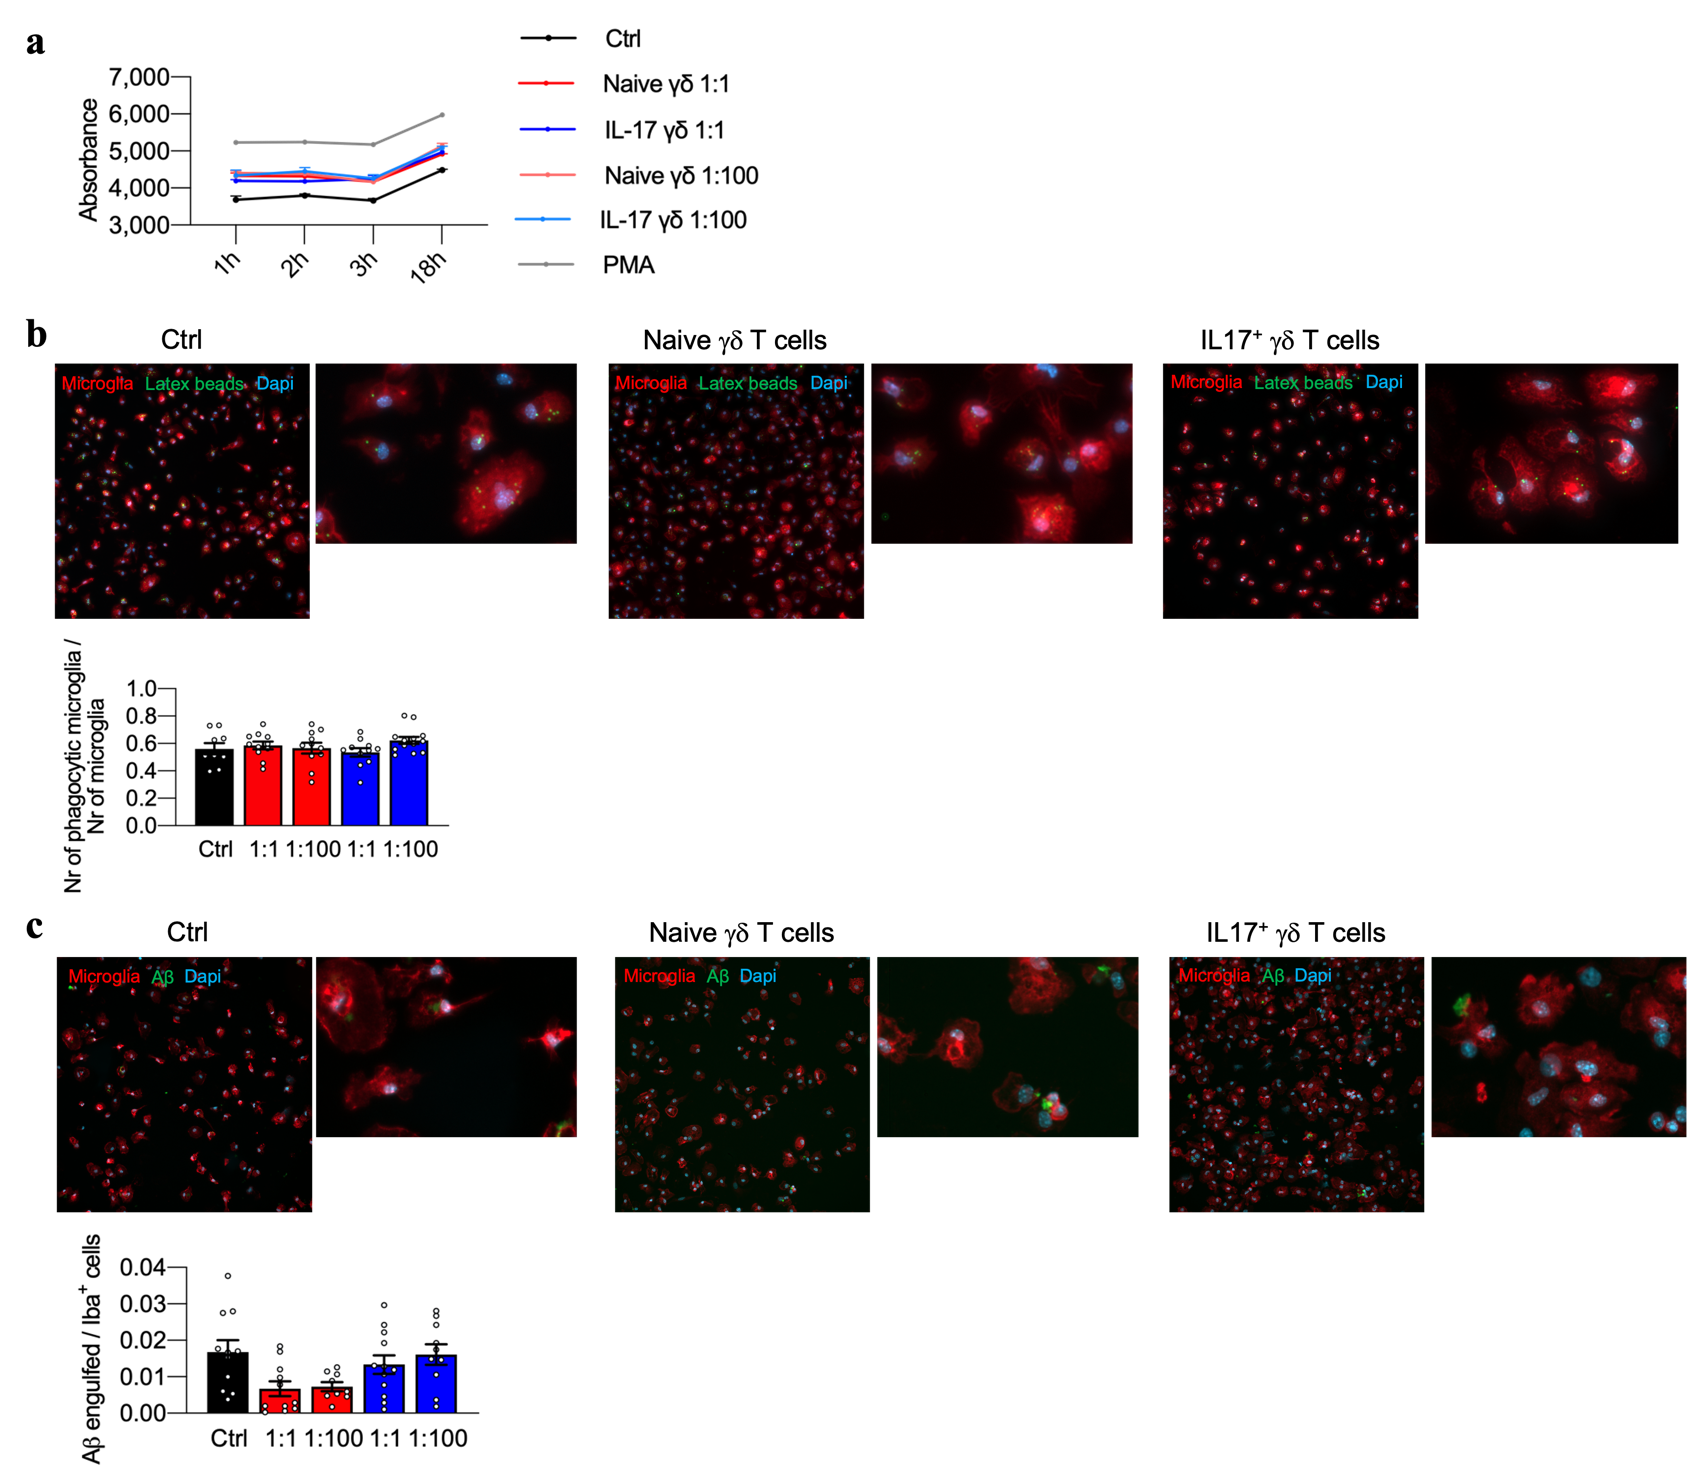 a
Absorbance
7,000
6,000
5,000
4,000
3,000
1h
2h
3h
18h
Ctrl
Naive γδ 1:1
IL-17 γδ 1:1
Naive γδ 1:100
IL-17 γδ 1:100
PMA
b
Ctrl
Naive γδ T cells
IL17⁺ γδ T cells
Microglia Latex beads Dapi
Microglia Latex beads Dapi
Microglia Latex beads Dapi
Nr of phagocytic microglia /
Nr of microglia
1.0
0.8
0.6
0.4
0.2
0.0
Ctrl 1:1 1:100 1:1 1:100
c
Ctrl
Naive γδ T cells
IL17⁺ γδ T cells
Microglia Aβ Dapi
Microglia Aβ Dapi
Microglia Aβ Dapi
Aβ engulfed / Iba⁺ cells
0.04
0.03
0.02
0.01
0.00
Ctrl 1:1 1:100 1:1 1:100